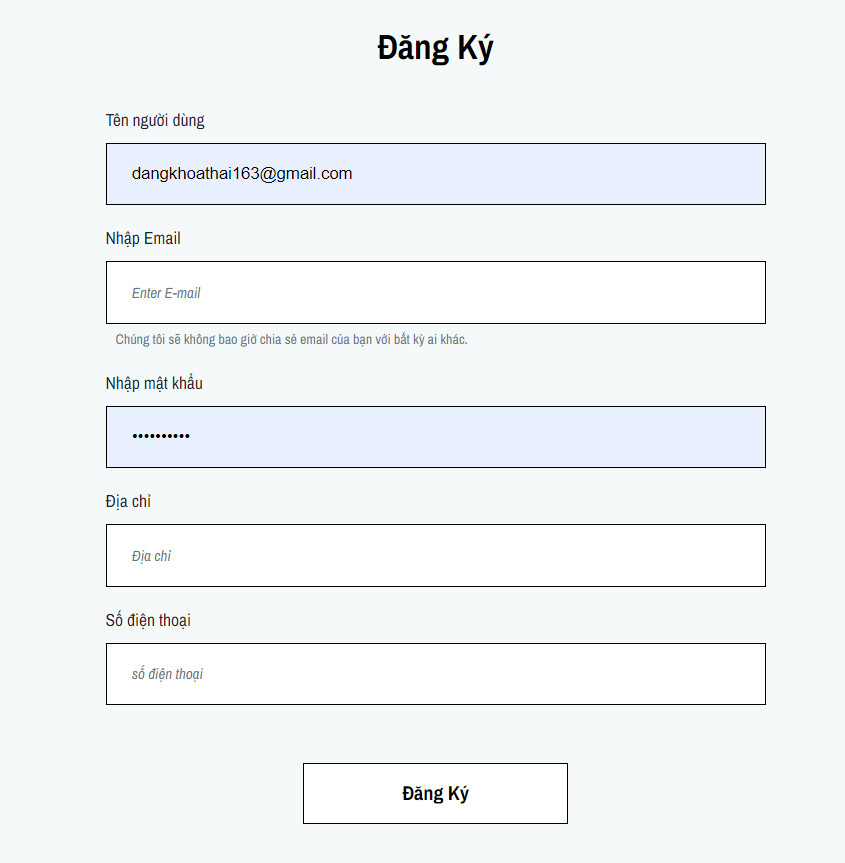 Đăng Ký
Tên người dùng
dangkhoathai163@gmail.com
Nhập Email
Enter E-mail
Chúng tôi sẽ không bao giờ chia sẻ email của bạn với bất kỳ ai khác.
Nhập mật khẩu
••••••••••
Địa chỉ
Địa chỉ
Số điện thoại
số điện thoại
Đăng Ký